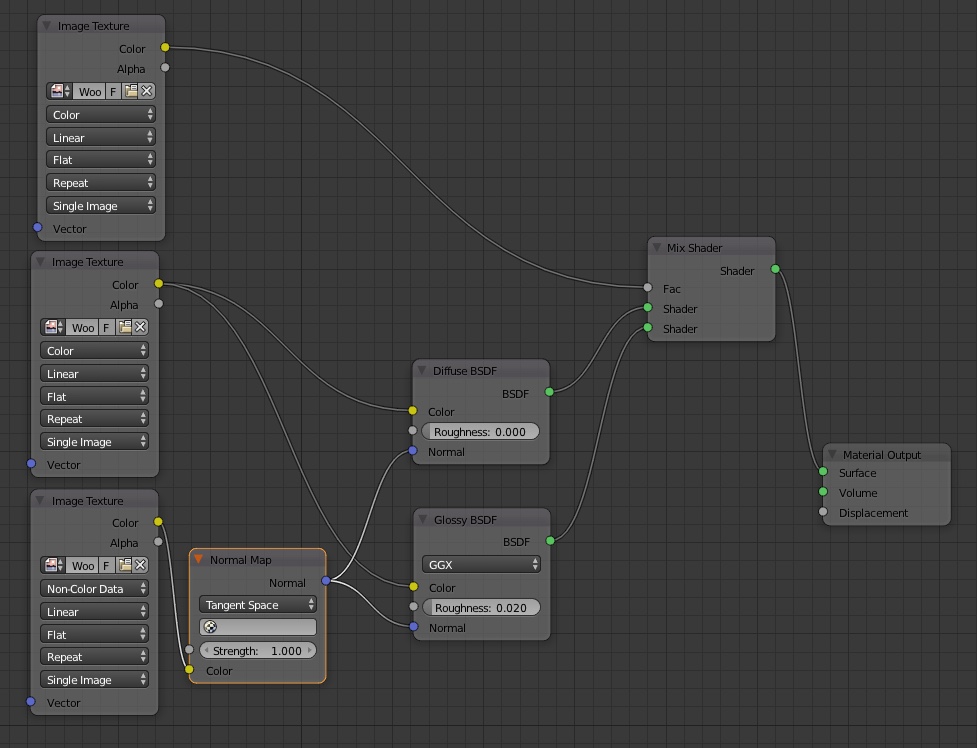 Image Texture
Color
Alpha
Woo F
Color
Linear
Flat
Repeat
Single Image
Vector
Image Texture
Color
Alpha
Woo F
Color
Linear
Flat
Repeat
Single Image
Vector
Image Texture
Color
Alpha
Woo F
Non-Color Data
Linear
Flat
Repeat
Single Image
Vector
Normal Map
Normal
Tangent Space
Strength: 1.000
Color
Diffuse BSDF
BSDF
Color
Roughness: 0.000
Normal
Glossy BSDF
BSDF
GGX
Color
Roughness: 0.020
Normal
Mix Shader
Shader
Fac
Shader
Shader
Material Output
Surface
Volume
Displacement